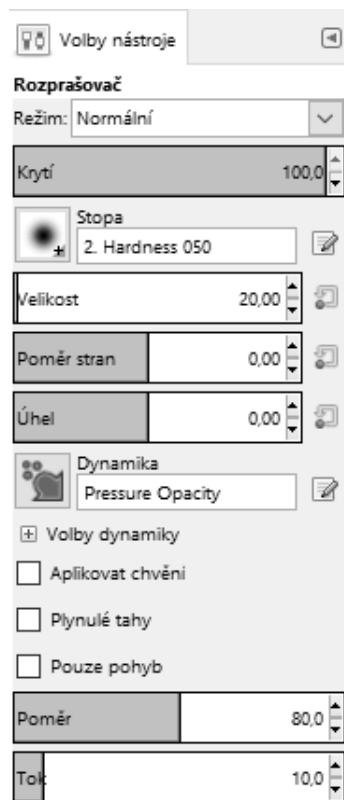 Volby nástroje
Rozprašovač
Režim: Normální
Krytí 100,0
Stopa
2. Hardness 050
Velikost 20,00
Poměr stran 0,00
Úhel 0,00
Dynamika
Pressure Opacity
Volby dynamiky
Aplikovat chvění
Plynulé tahy
Pouze pohyb
Poměr 80,0
Tok 10,0